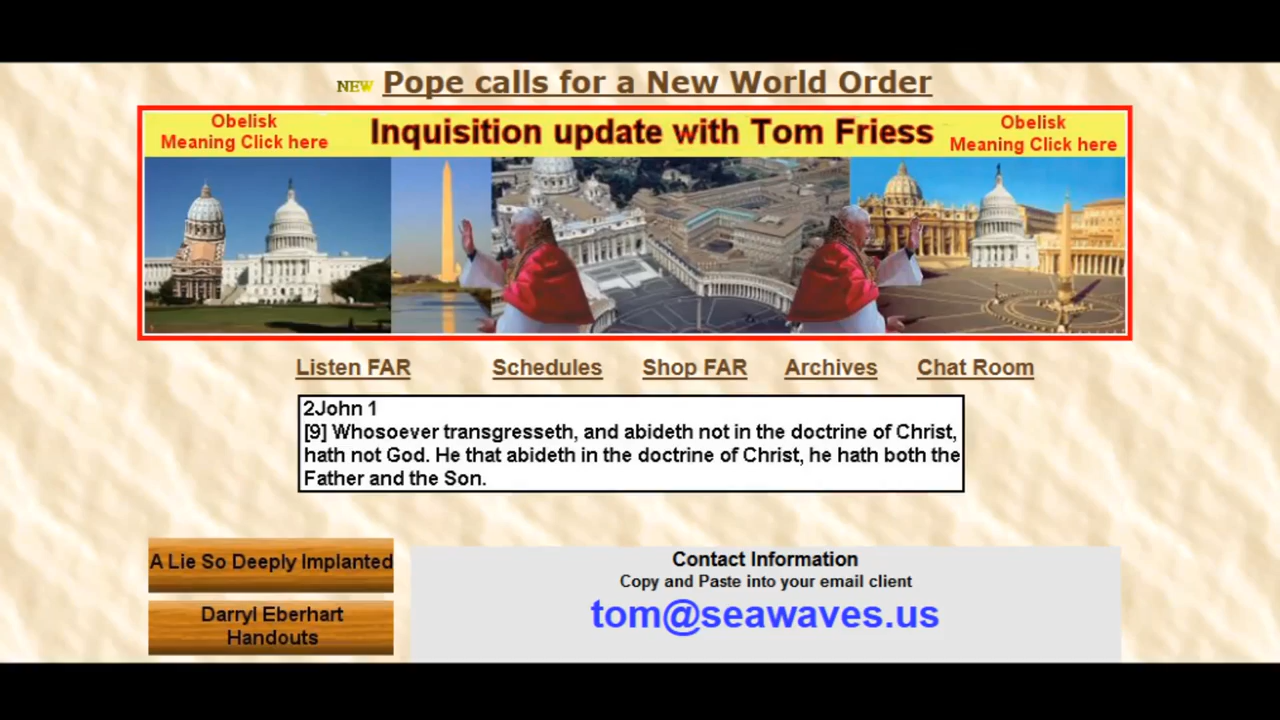 NEW Pope calls for a New World Order
Obelisk
Meaning Click here
Inquisition update with Tom Friess
Obelisk
Meaning Click here
Listen FAR Schedules Shop FAR Archives Chat Room
2John 1
[9] Whosoever transgresseth, and abideth not in the doctrine of Christ,
hath not God. He that abideth in the doctrine of Christ, he hath both the
Father and the Son.
A Lie So Deeply Implanted
Darryl Eberhart
Handouts
Contact Information
Copy and Paste into your email client
tom@seawaves.us